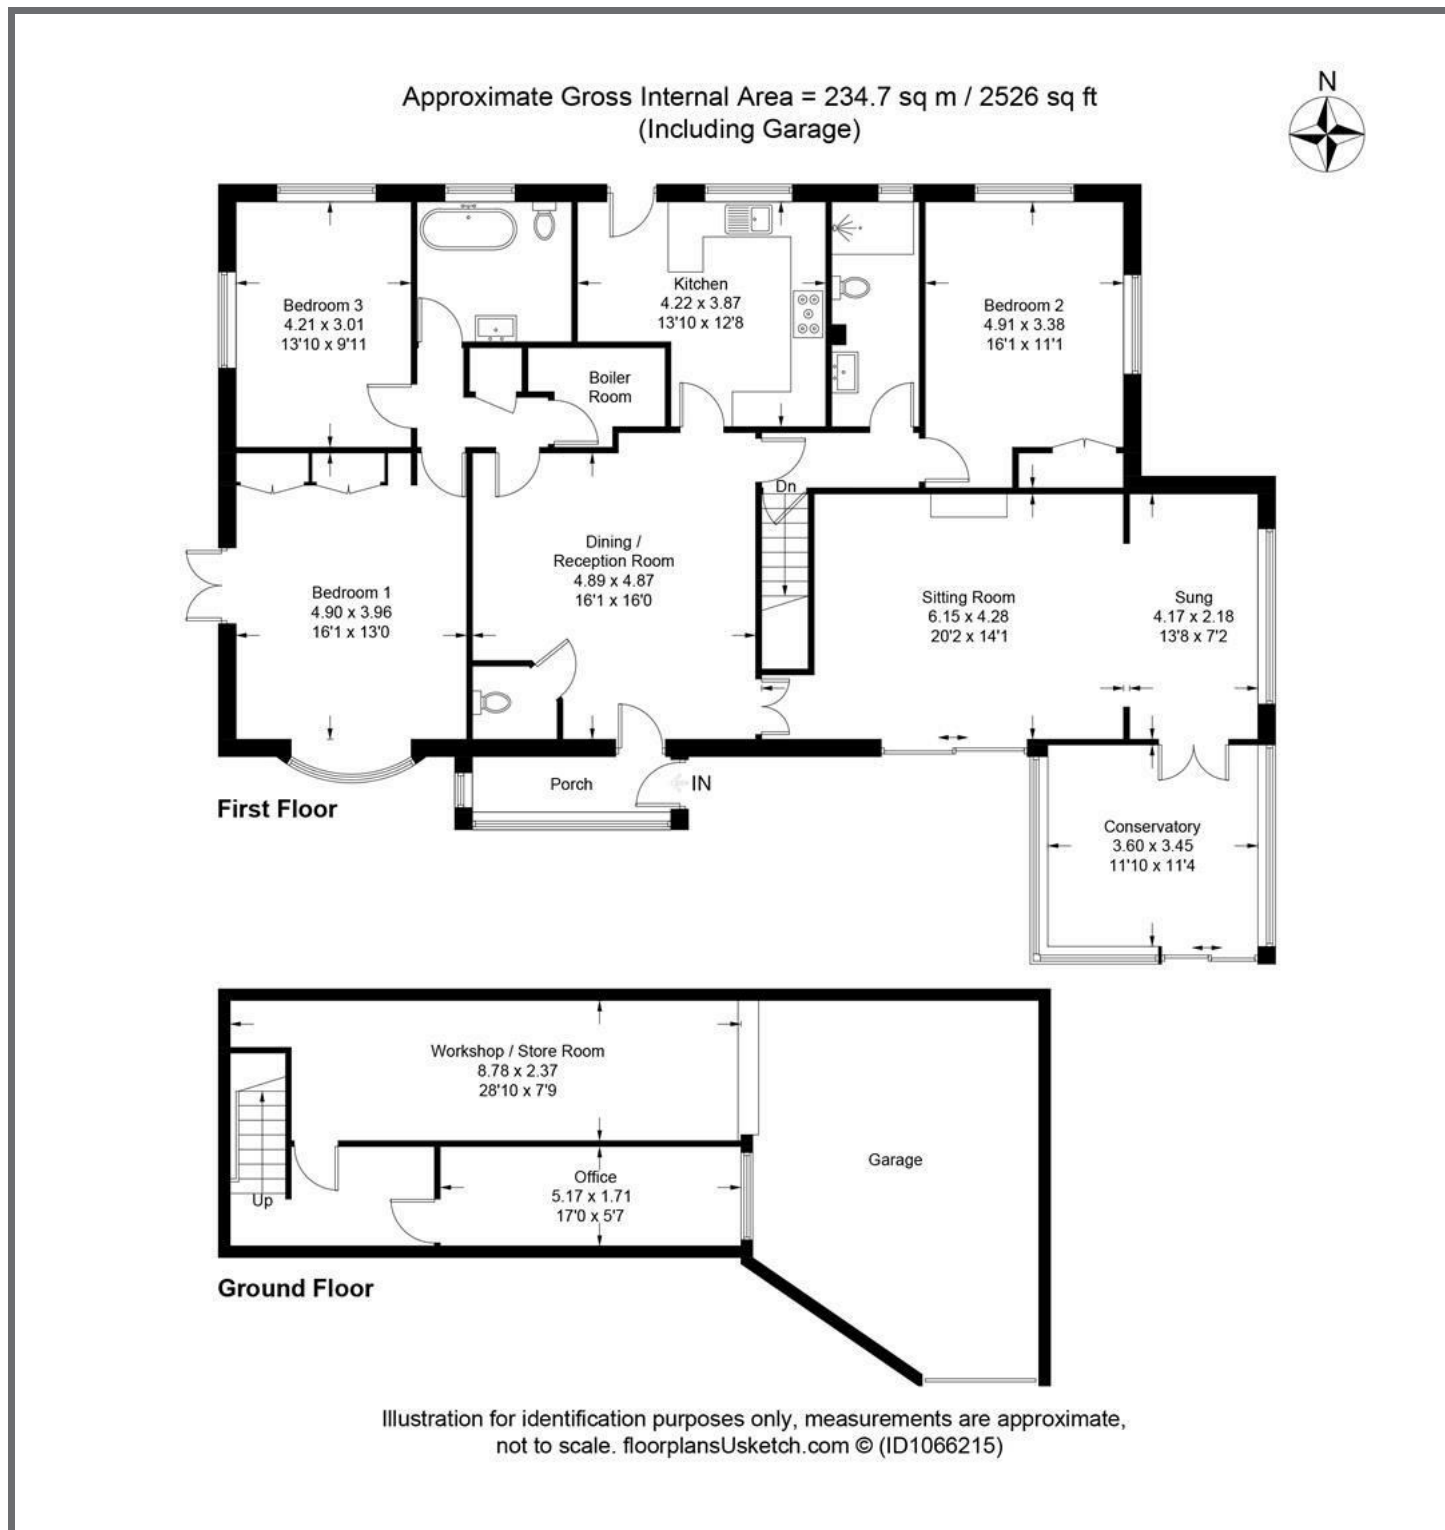 Approximate Gross Internal Area = 234.7 sq m / 2526 sq ft
(Including Garage)
N
Bedroom 3
4.21 x 3.01
13'10 x 9'11
Kitchen
4.22 x 3.87
13'10 x 12'8
Bedroom 2
4.91 x 3.38
16'1 x 11'1
Boiler
Room
Dn
Dining /
Reception Room
4.89 x 4.87
16'1 x 16'0
Bedroom 1
4.90 x 3.96
16'1 x 13'0
Sitting Room
6.15 x 4.28
20'2 x 14'1
Sung
4.17 x 2.18
13'8 x 7'2
Porch
IN
First Floor
Conservatory
3.60 x 3.45
11'10 x 11'4
Workshop / Store Room
8.78 x 2.37
28'10 x 7'9
Garage
Office
5.17 x 1.71
17'0 x 5'7
Up
Ground Floor
Illustration for identification purposes only, measurements are approximate,
not to scale. floorplansUsketch.com © (ID1066215)